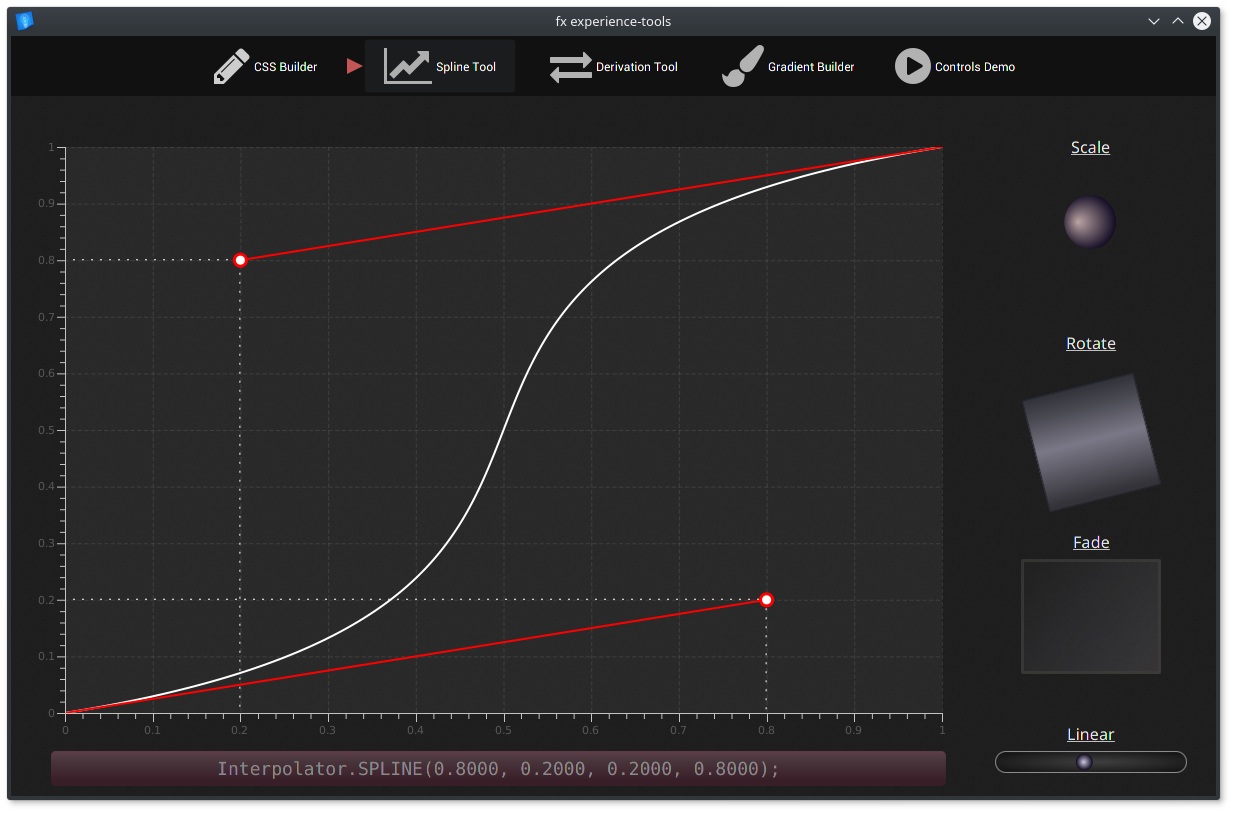 fx experience-tools
CSS Builder
Spline Tool
Derivation Tool
Gradient Builder
Controls Demo
1
0.9
0.8
0.7
0.6
0.5
0.4
0.3
0.2
0.1
0
0 0.1 0.2 0.3 0.4 0.5 0.6 0.7 0.8 0.9 1
Interpolator.SPLINE(0.8000, 0.2000, 0.2000, 0.8000);
Scale
Rotate
Fade
Linear